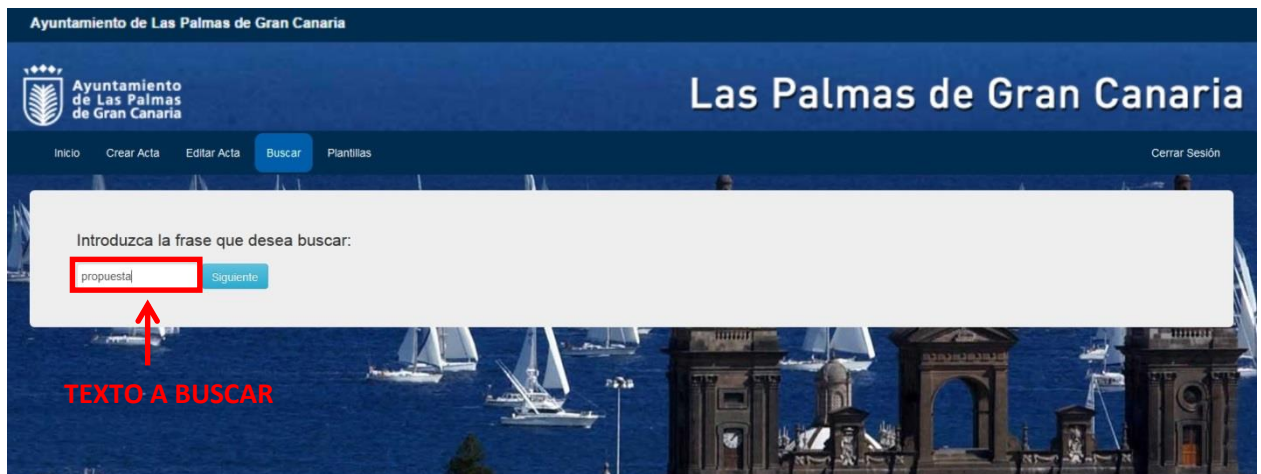 Ayuntamiento de Las Palmas de Gran Canaria
Ayuntamiento
de Las Palmas
de Gran Canaria
Las Palmas de Gran Canaria
Inicio Crear Acta Editar Acta Buscar Plantillas Cerrar Sesión
Introduzca la frase que desea buscar:
propuesta Siguiente
TEXTO A BUSCAR